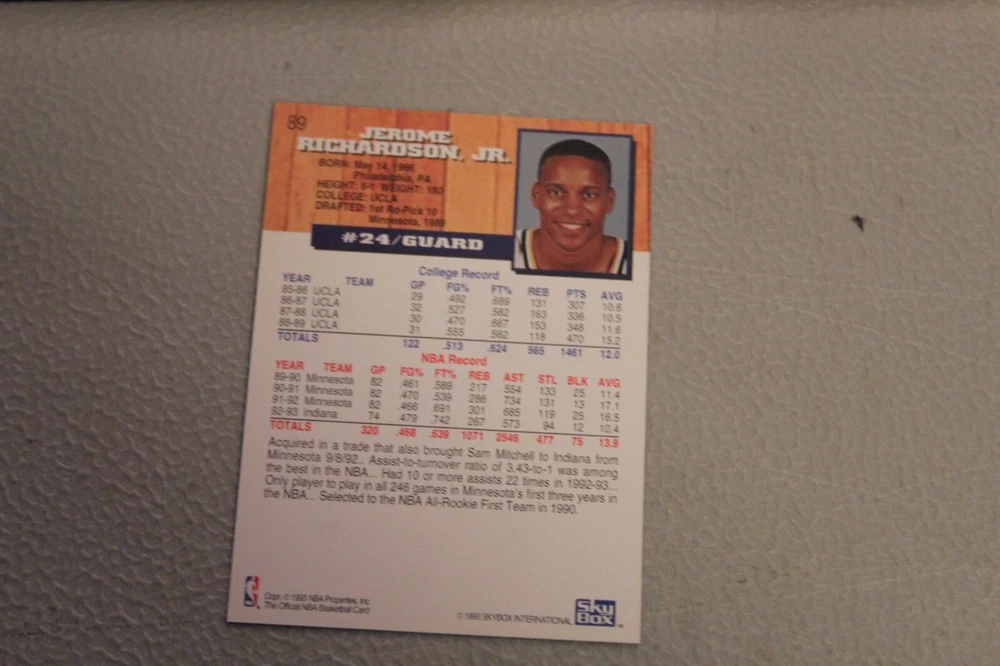 89
JEROME
RICHARDSON, JR.
BORN: May 14, 1966
Philadelphia, PA
HEIGHT: 6-1 WEIGHT: 180
COLLEGE: UCLA
DRAFTED: 1st Rd-Pick 10
Minnesota, 1989
#24/GUARD
College Record
YEAR TEAM GP FG% FT% REB PTS AVG
85-86 UCLA 29 .492 .689 131 307 10.6
86-87 UCLA 32 .527 .582 163 336 10.5
87-88 UCLA 30 .470 .667 153 348 11.6
88-89 UCLA 31 .555 .562 118 470 15.2
TOTALS 122 .513 .624 565 1461 12.0
NBA Record
YEAR TEAM GP FG% FT% REB AST STL BLK AVG
89-90 Minnesota 82 .461 .589 217 554 133 25 11.4
90-91 Minnesota 82 .470 .539 286 734 131 13 17.1
91-92 Minnesota 82 .466 .691 301 685 119 25 16.5
92-93 Indiana 74 .479 .742 267 573 94 12 10.4
TOTALS 320 .468 .639 1071 2546 477 75 13.9
Acquired in a trade that also brought Sam Mitchell to Indiana from
Minnesota 9/8/92... Assist-to-turnover ratio of 3.43-to-1 was among
the best in the NBA... Had 10 or more assists 22 times in 1992-93...
Only player to play in all 246 games in Minnesota's first three years in
the NBA... Selected to the NBA All-Rookie First Team in 1990.
Copr. © 1993 NBA Properties, Inc
The Official NBA Basketball Card
© 1993 SKYBOX INTERNATIONAL
SkyBox™